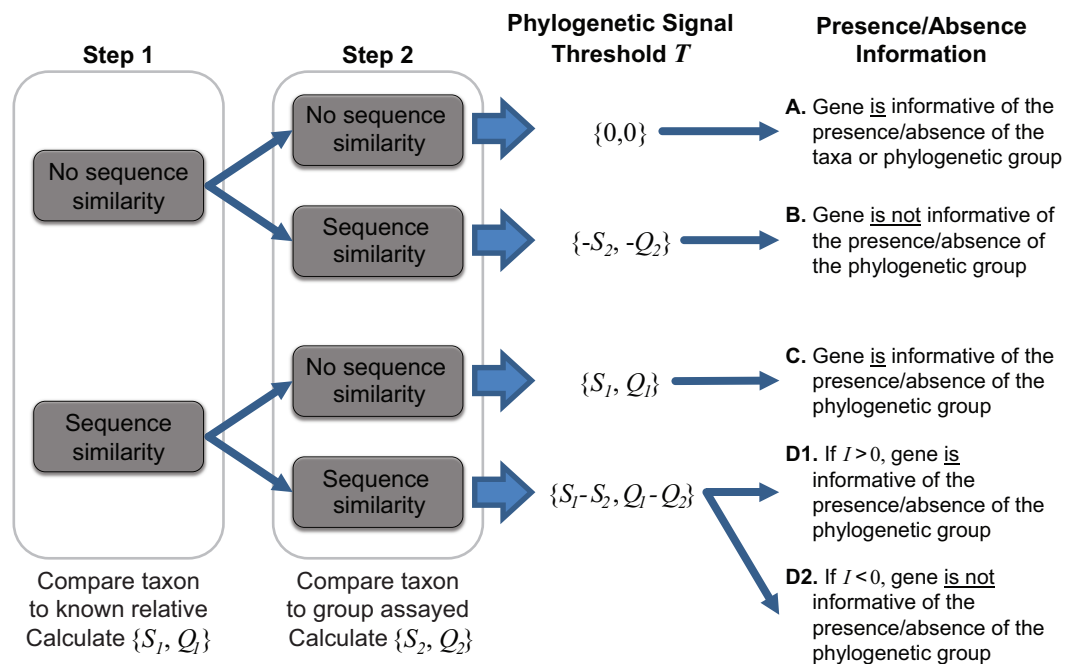 Step 1
Step 2
Phylogenetic Signal
Threshold T
Presence/Absence
Information
No sequence
similarity
Sequence
similarity
No sequence
similarity
Sequence
similarity
No sequence
similarity
Sequence
similarity
{0,0}
{-S2, -Q2}
{S1, Q1}
{S1-S2, Q1-Q2}
A. Gene is informative of the
presence/absence of the
taxa or phylogenetic group
B. Gene is not informative of
the presence/absence of
the phylogenetic group
C. Gene is informative of the
presence/absence of the
phylogenetic group
D1. If I > 0, gene is
informative of the
presence/absence of the
phylogenetic group
D2. If I < 0, gene is not
informative of the
presence/absence of the
phylogenetic group
Compare taxon
to known relative
Calculate {S1, Q1}
Compare taxon
to group assayed
Calculate {S2, Q2}